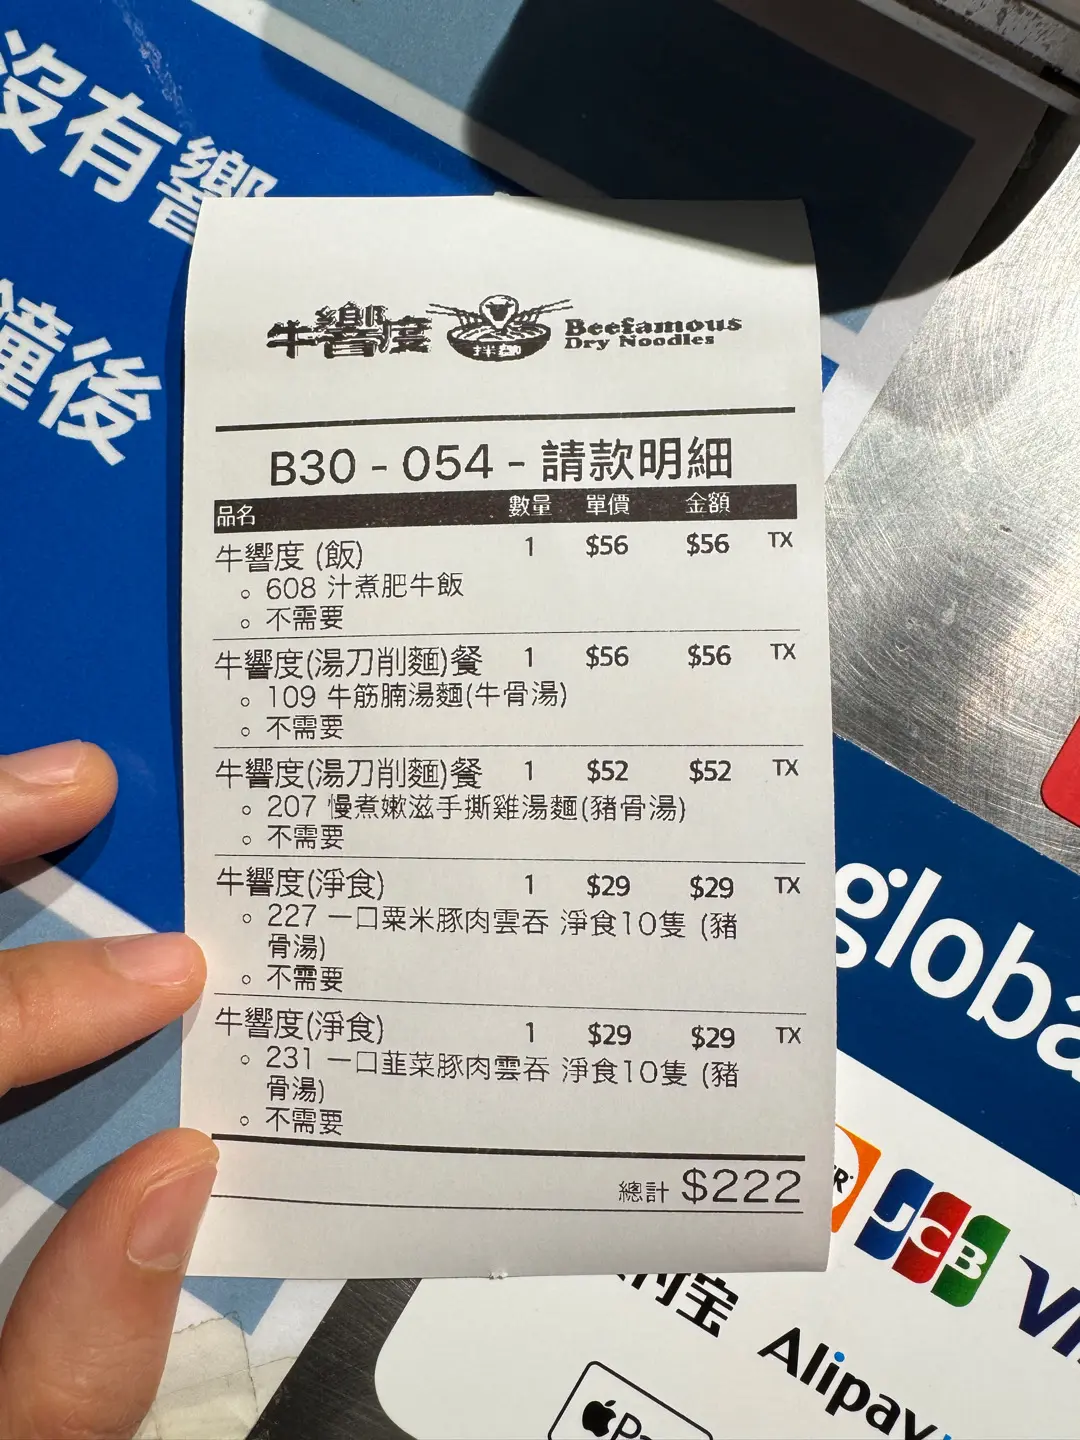 沒有響
鐘後
牛響度
拌麵
Beefamous
Dry Noodles
B30 - 054 - 請款明細
品名 數量 單價 金額
牛響度 (飯) 1 $56 $56 TX
608 汁煮肥牛飯
不需要
牛響度(湯刀削麵)餐 1 $56 $56 TX
109 牛筋腩湯麵(牛骨湯)
不需要
牛響度(湯刀削麵)餐 1 $52 $52 TX
207 慢煮嫩滋手撕雞湯麵(豬骨湯)
不需要
牛響度(淨食) 1 $29 $29 TX
227 一口粟米豚肉雲吞 淨食10隻 (豬
骨湯)
不需要
牛響度(淨食) 1 $29 $29 TX
231 一口韮菜豚肉雲吞 淨食10隻 (豬
骨湯)
不需要
總計 $222
globa
ER
JCB
VI
付宝
Alipay
Pa